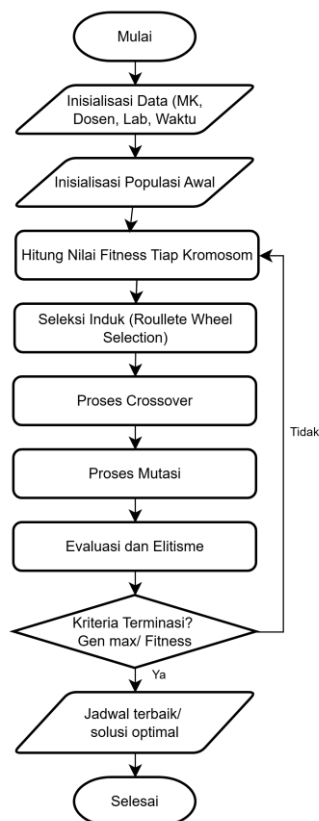 Mulai
Inisialisasi Data (MK,
Dosen, Lab, Waktu
Inisialisasi Populasi Awal
Hitung Nilai Fitness Tiap Kromosom
Seleksi Induk (Roullete Wheel
Selection)
Proses Crossover
Proses Mutasi
Evaluasi dan Elitisme
Kriteria Terminasi?
Gen max/ Fitness
Tidak
Ya
Jadwal terbaik/
solusi optimal
Selesai